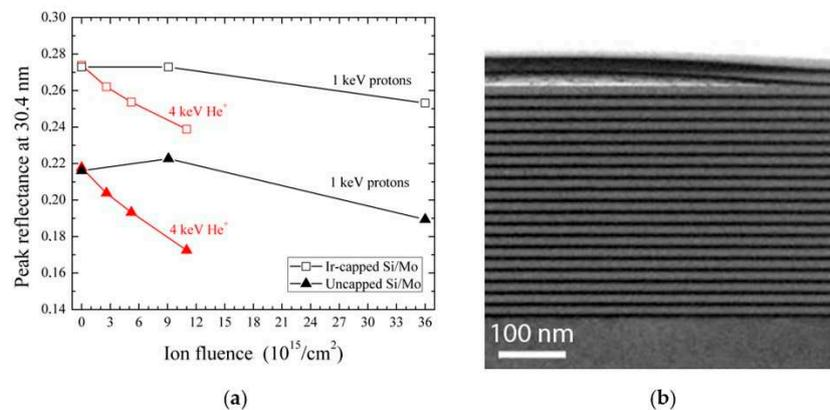 0.30
0.28
0.26
0.24
0.22
0.20
0.18
0.16
0.14
0 3 6 9 12 15 18 21 24 27 30 33 36
Peak reflectance at 30.4 nm
Ion fluence (10^15/cm^2)
1 keV protons
4 keV He^+
1 keV protons
4 keV He^+
Ir-capped Si/Mo
Uncapped Si/Mo
(a)
100 nm
(b)